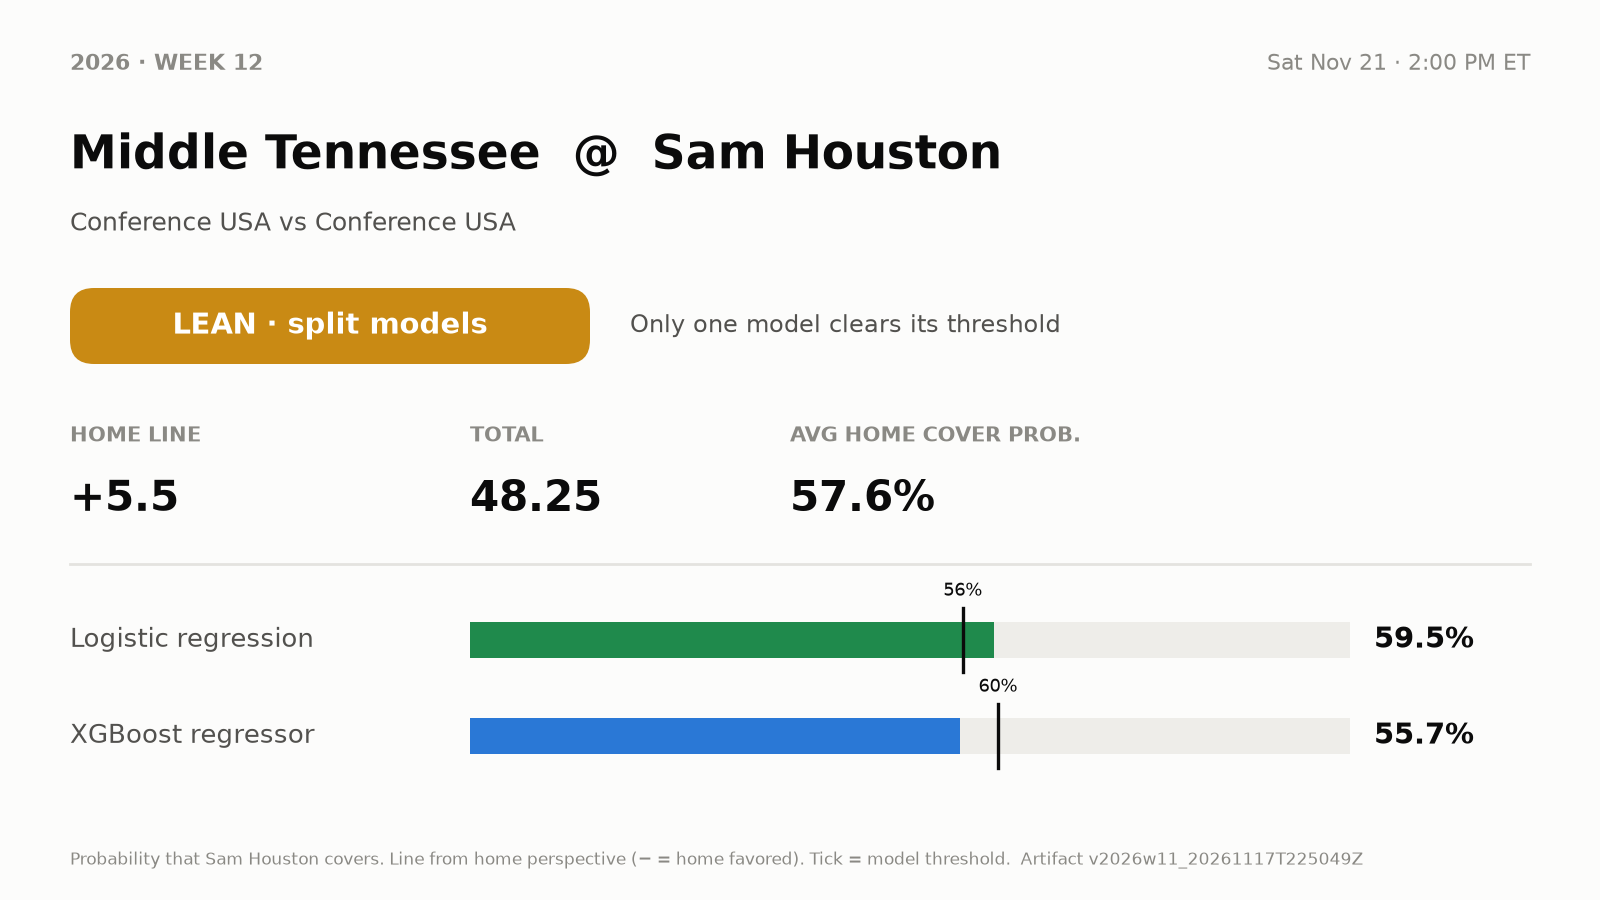 2026 · WEEK 12
Sat Nov 21 · 2:00 PM ET
Middle Tennessee @ Sam Houston
Conference USA vs Conference USA
LEAN · split models
Only one model clears its threshold
HOME LINE
TOTAL
AVG HOME COVER PROB.
+5.5
48.25
57.6%
56%
Logistic regression
59.5%
60%
XGBoost regressor
55.7%
Probability that Sam Houston covers. Line from home perspective (− = home favored). Tick = model threshold. Artifact v2026w11_20261117T225049Z